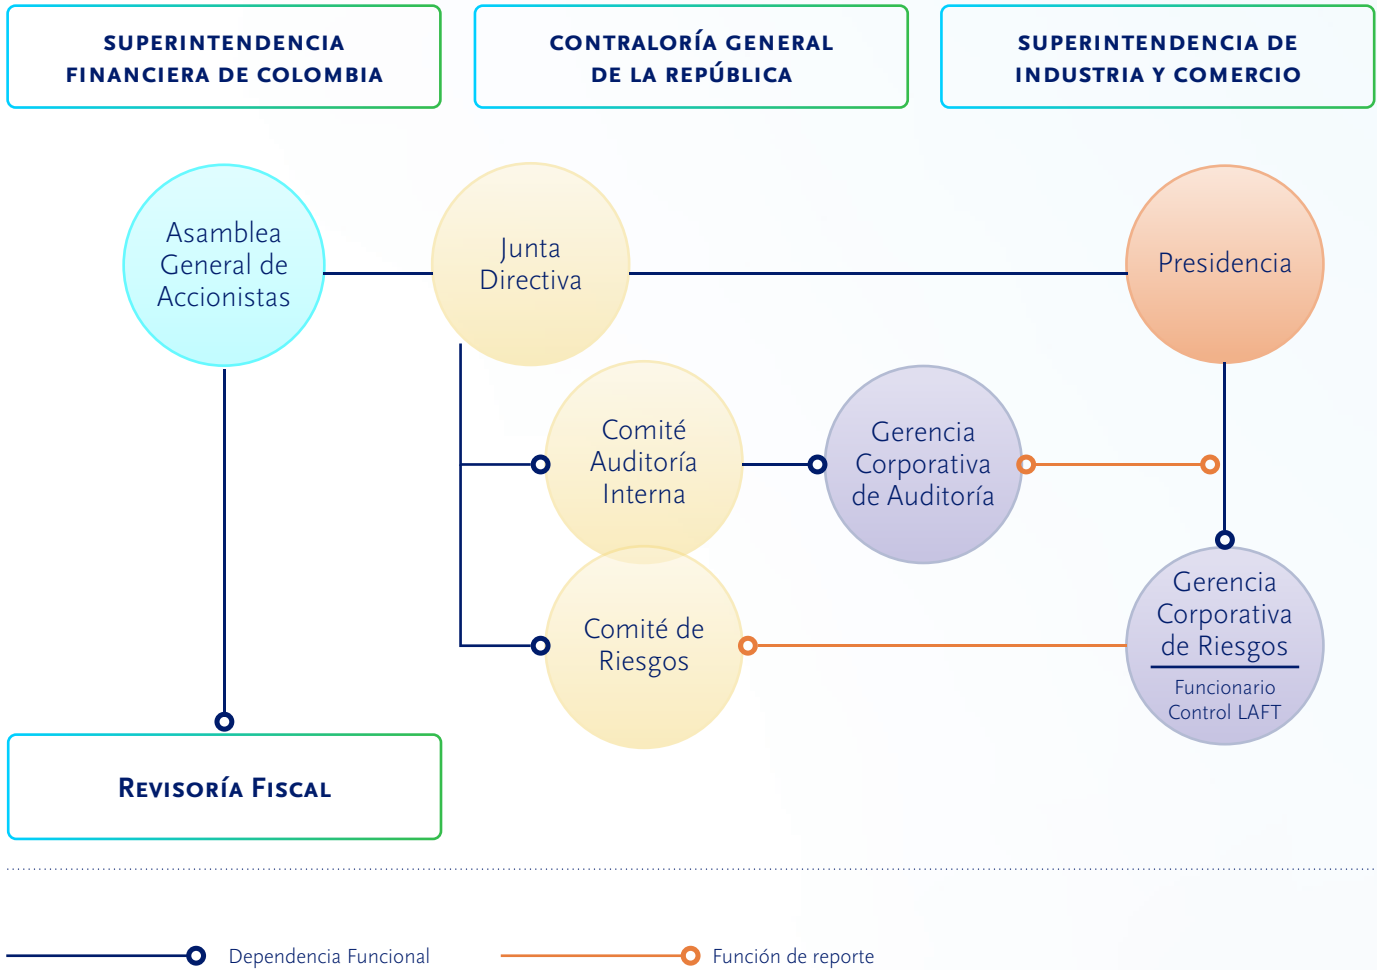 SUPERINTENDENCIA
FINANCIERA DE COLOMBIA
CONTRALORÍA GENERAL
DE LA REPÚBLICA
SUPERINTENDENCIA DE
INDUSTRIA Y COMERCIO
Asamblea
General de
Accionistas
Junta
Directiva
Presidencia
Comité
Auditoría
Interna
Gerencia
Corporativa
de Auditoría
Comité de
Riesgos
Gerencia
Corporativa
de Riesgos
Funcionario
Control LAFT
Revisoría Fiscal
Dependencia Funcional
Función de reporte